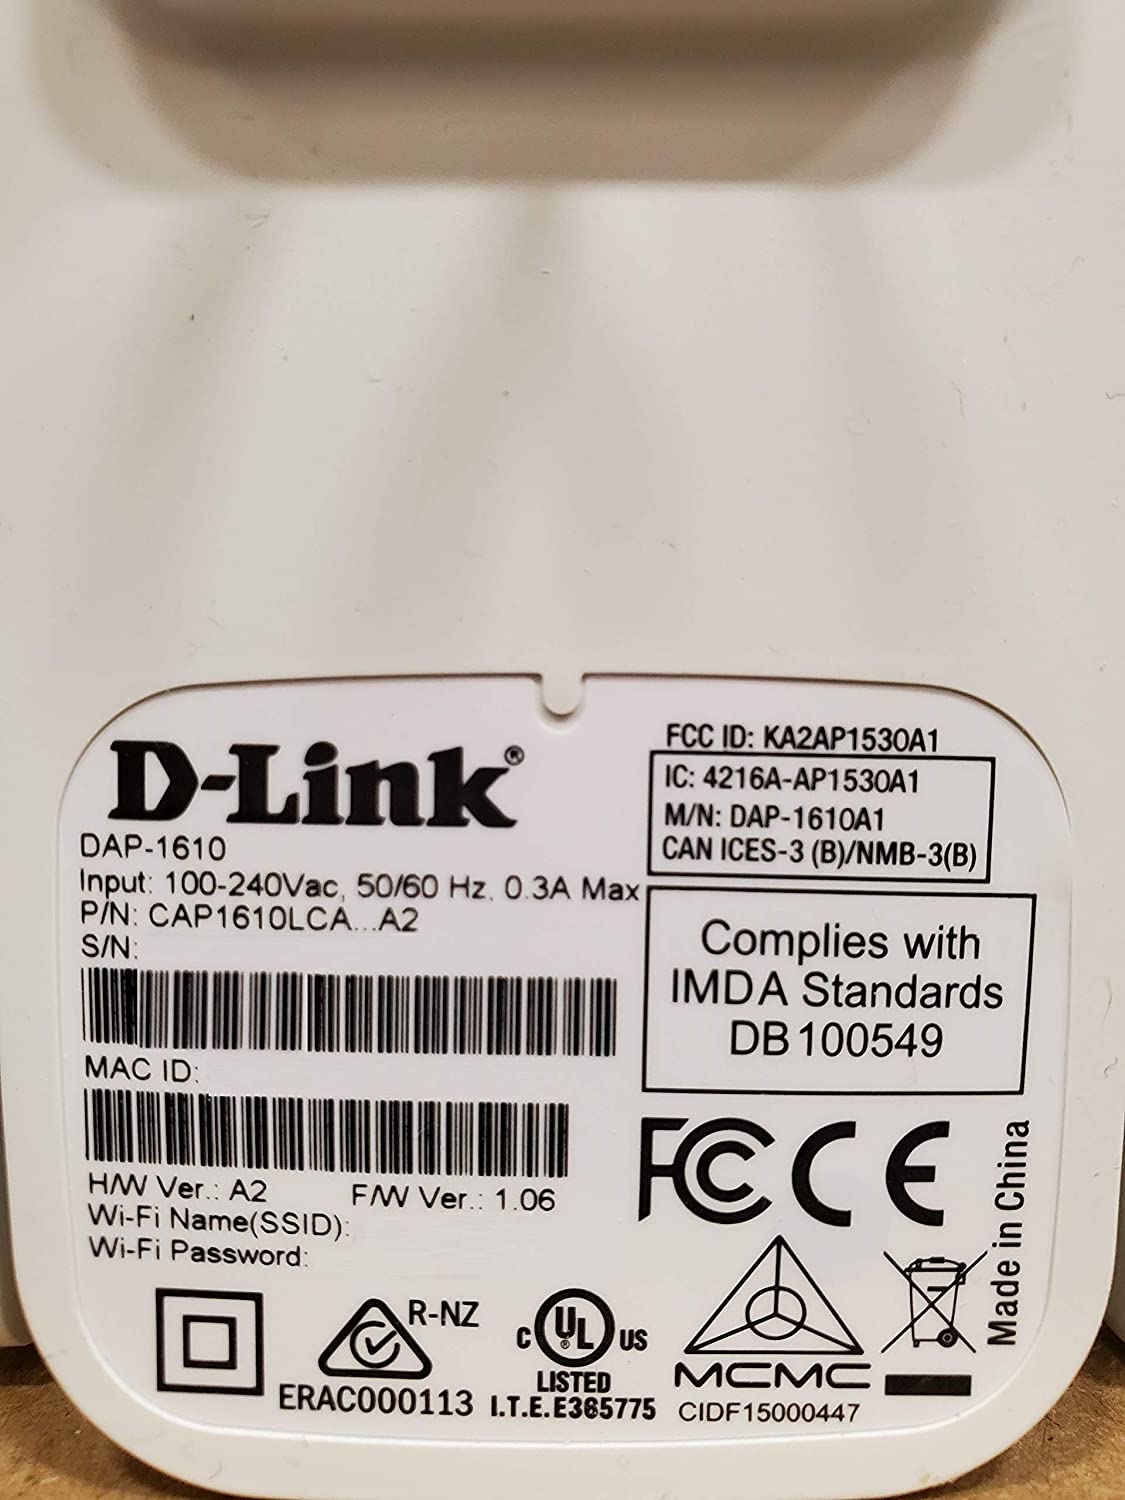 D-Link®
DAP-1610
Input: 100-240Vac, 50/60 Hz, 0.3A Max
P/N: CAP1610LCA...A2
S/N:
MAC ID:
H/W Ver.: A2 F/W Ver.: 1.06
Wi-Fi Name(SSID):
Wi-Fi Password:
FCC ID: KA2AP1530A1
IC: 4216A-AP1530A1
M/N: DAP-1610A1
CAN ICES-3 (B)/NMB-3(B)
Complies with
IMDA Standards
DB100549
FC CE
Made in China
R-NZ
ERAC000113
C UL® US
LISTED
I.T.E. E365775
MCMC
CIDF15000447